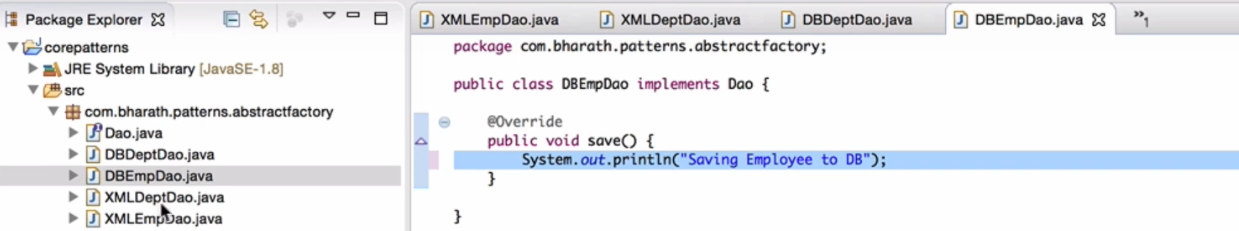 Package Explorer
corepatterns
JRE System Library [JavaSE-1.8]
src
com.bharath.patterns.abstractfactory
Dao.java
DBDeptDao.java
DBEmpDao.java
XMLDeptDao.java
XMLEmpDao.java
XMLEmpDao.java XMLDeptDao.java DBDeptDao.java DBEmpDao.java »1
package com.bharath.patterns.abstractfactory;
public class DBEmpDao implements Dao {
@Override
public void save() {
System.out.println("Saving Employee to DB");
}
}